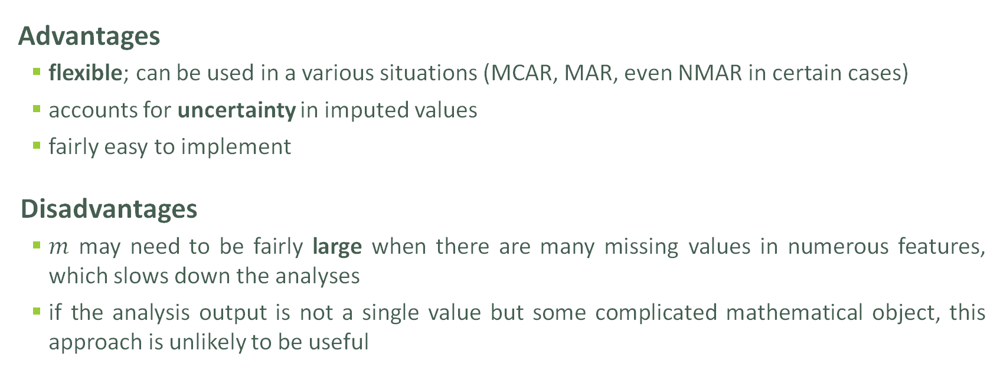 Advantages
▪ flexible; can be used in a various situations (MCAR, MAR, even NMAR in certain cases)
▪ accounts for uncertainty in imputed values
▪ fairly easy to implement
Disadvantages
▪ m may need to be fairly large when there are many missing values in numerous features,
which slows down the analyses
▪ if the analysis output is not a single value but some complicated mathematical object, this
approach is unlikely to be useful